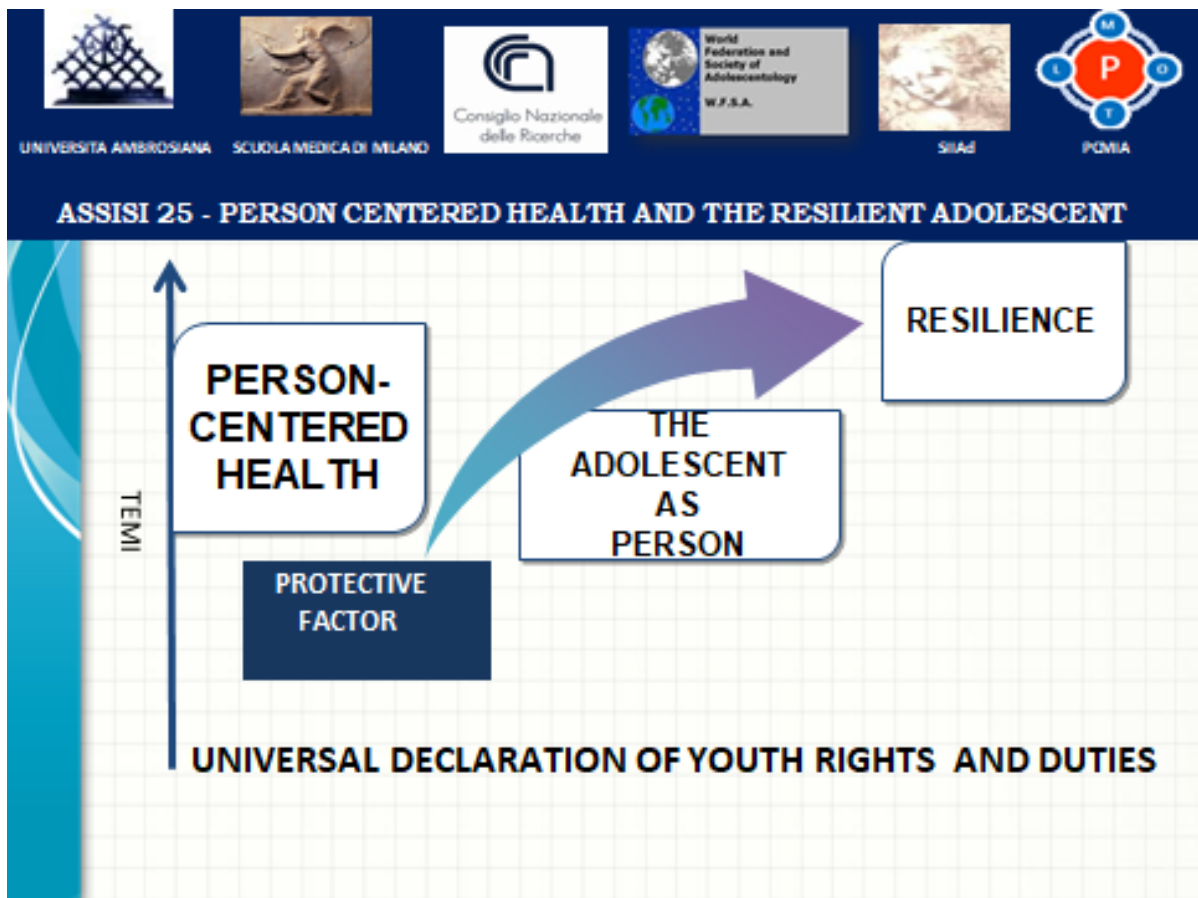 World
Federation and
Society of
Adolescentology
W.F.S.A.
Consiglio Nazionale
delle Ricerche
M
L
P
O
T
UNIVERSITA AMBROSIANA
SCUOLA MEDICA DI MILANO
SIIAd
PCMIA
ASSISI 25 - PERSON CENTERED HEALTH AND THE RESILIENT ADOLESCENT
RESILIENCE
PERSON-
CENTERED
HEALTH
THE
ADOLESCENT
AS
PERSON
TEMI
PROTECTIVE
FACTOR
UNIVERSAL DECLARATION OF YOUTH RIGHTS  AND DUTIES